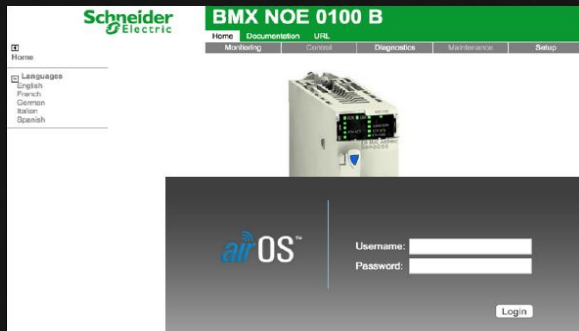 Schneider
Electric
BMX NOE 0100 B
Home Documentation URL
Monitoring Control Diagnostics Maintenance Setup
Home
Languages
English
French
German
Italian
Spanish
airOS™
Username:
Password:
Login